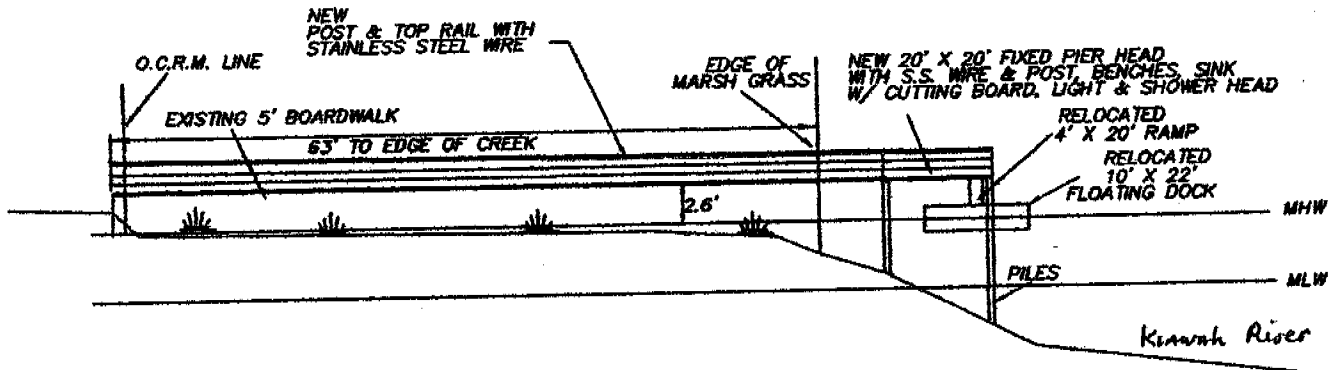 NEW
POST & TOP RAIL WITH
STAINLESS STEEL WIRE
O.C.R.M. LINE
EDGE OF
MARSH GRASS
NEW 20' X 20' FIXED PIER HEAD
WITH S.S. WIRE & POST, BENCHES, SINK
W/ CUTTING BOARD, LIGHT & SHOWER HEAD
EXISTING 5' BOARDWALK
RELOCATED
4' X 20' RAMP
63' TO EDGE OF CREEK
RELOCATED
10' X 22'
FLOATING DOCK
2.6'
MHW
PILES
MLW
Kiawah River